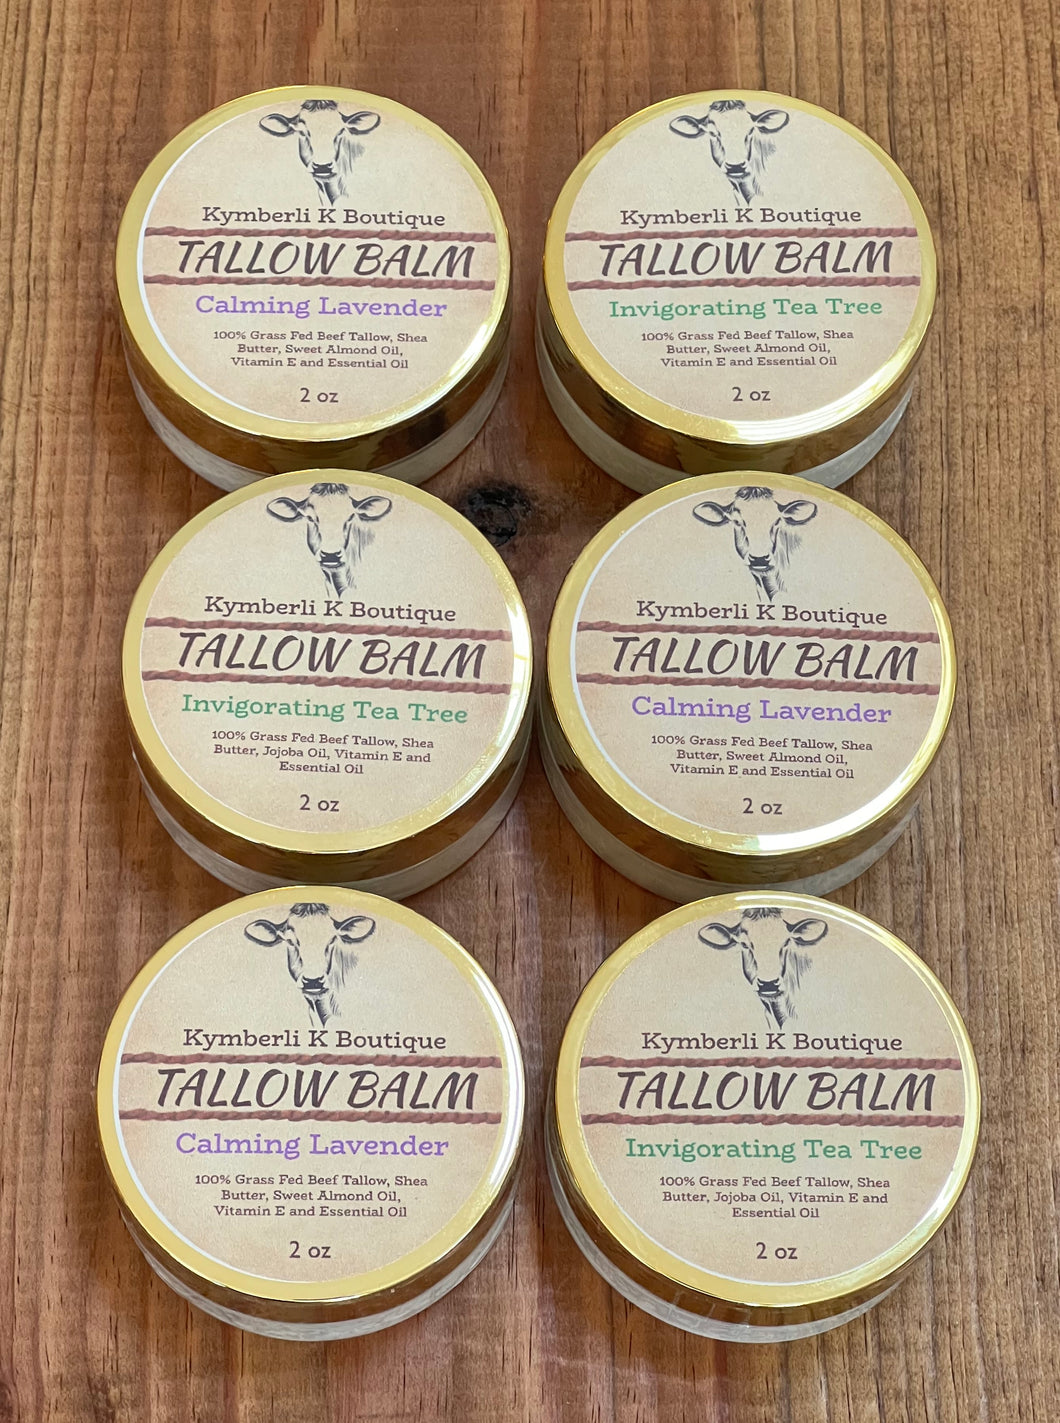 Kymberli K Boutique
TALLOW BALM
Calming Lavender
100% Grass Fed Beef Tallow, Shea
Butter, Sweet Almond Oil,
Vitamin E and Essential Oil
2 oz
Kymberli K Boutique
TALLOW BALM
Invigorating Tea Tree
100% Grass Fed Beef Tallow, Shea
Butter, Sweet Almond Oil,
Vitamin E and Essential Oil
2 oz
Kymberli K Boutique
TALLOW BALM
Invigorating Tea Tree
100% Grass Fed Beef Tallow, Shea
Butter, Jojoba Oil, Vitamin E and
Essential Oil
2 oz
Kymberli K Boutique
TALLOW BALM
Calming Lavender
100% Grass Fed Beef Tallow, Shea
Butter, Sweet Almond Oil,
Vitamin E and Essential Oil
2 oz
Kymberli K Boutique
TALLOW BALM
Calming Lavender
100% Grass Fed Beef Tallow, Shea
Butter, Sweet Almond Oil,
Vitamin E and Essential Oil
2 oz
Kymberli K Boutique
TALLOW BALM
Invigorating Tea Tree
100% Grass Fed Beef Tallow, Shea
Butter, Jojoba Oil, Vitamin E and
Essential Oil
2 oz